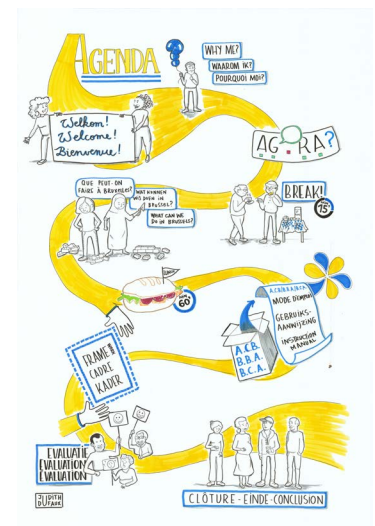 AGENDA
WHY ME?
WAAROM IK?
POURQUOI MOI?
Welkom!
Welcome!
Bienvenue!
AGORA?
QUE PEUT-ON
FAIRE À BRUXELLES?
WAT KUNNEN
WE DOEN IN
BRUSSEL?
WHAT CAN WE
DO IN BRUSSELS?
BREAK!
15'
60'
A.C.B./B.B.A./B.C.A.
MODE D'EMPLOI
GEBRUIKS-
AANWIJZING
INSTRUCTION
MANUAL
A.C.B.
B.B.A.
B.C.A.
FRAME
CADRE
KADER
EVALUATIE
ÉVALUATION
EVALUATION
JUDITH
DUFAUX
CLÔTURE - EINDE - CONCLUSION